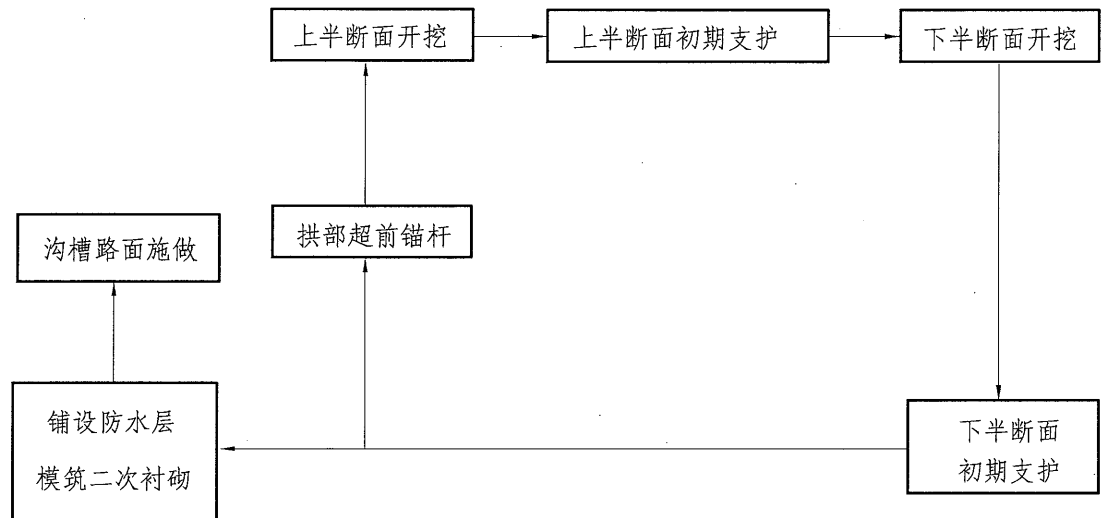 上半断面开挖
上半断面初期支护
下半断面开挖
拱部超前锚杆
沟槽路面施做
铺设防水层
模筑二次衬砌
下半断面
初期支护